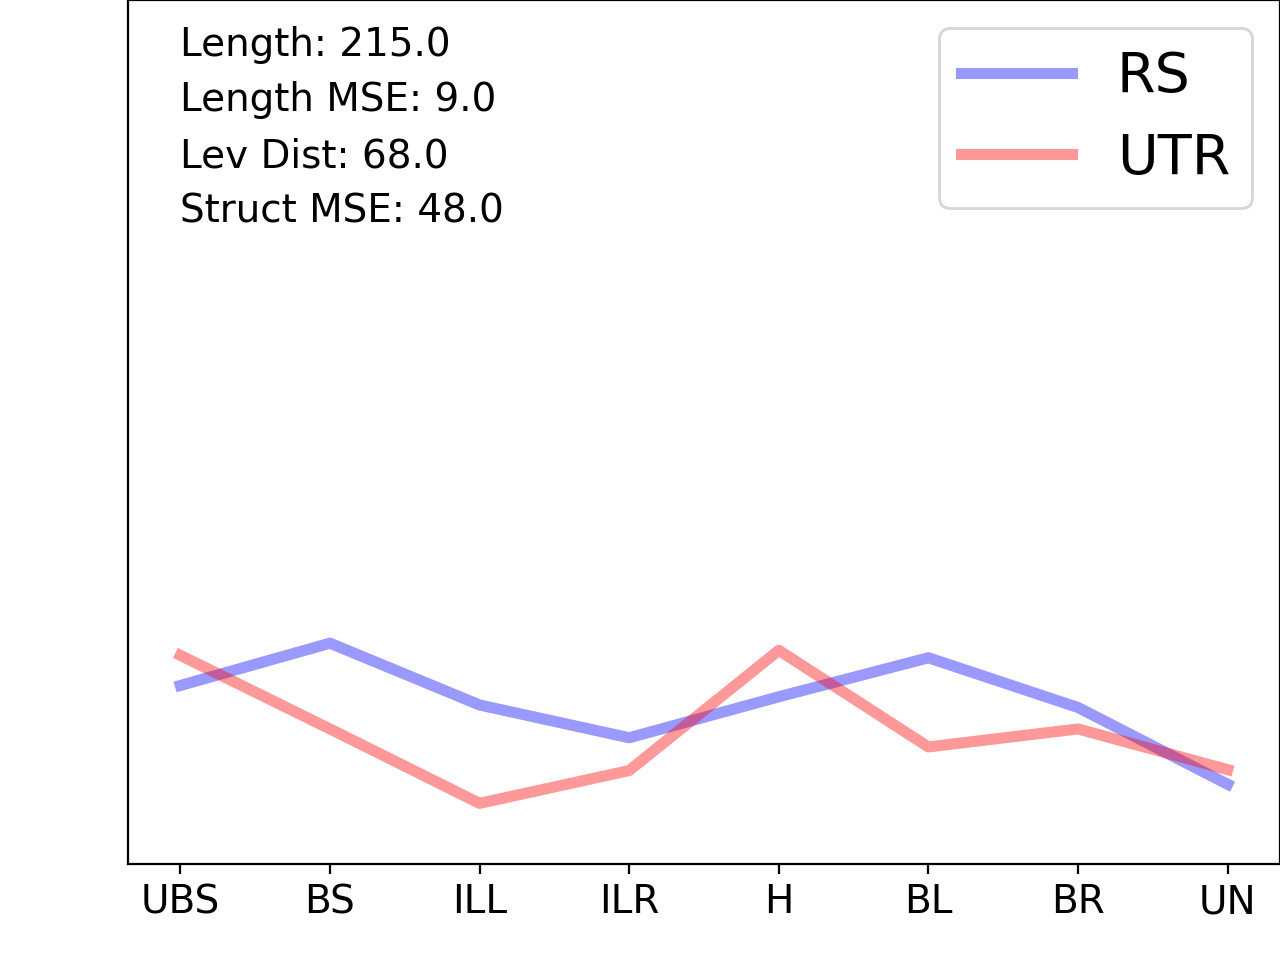 Length: 215.0
Length MSE: 9.0
Lev Dist: 68.0
Struct MSE: 48.0
RS
UTR
UBS BS ILL ILR H BL BR UN